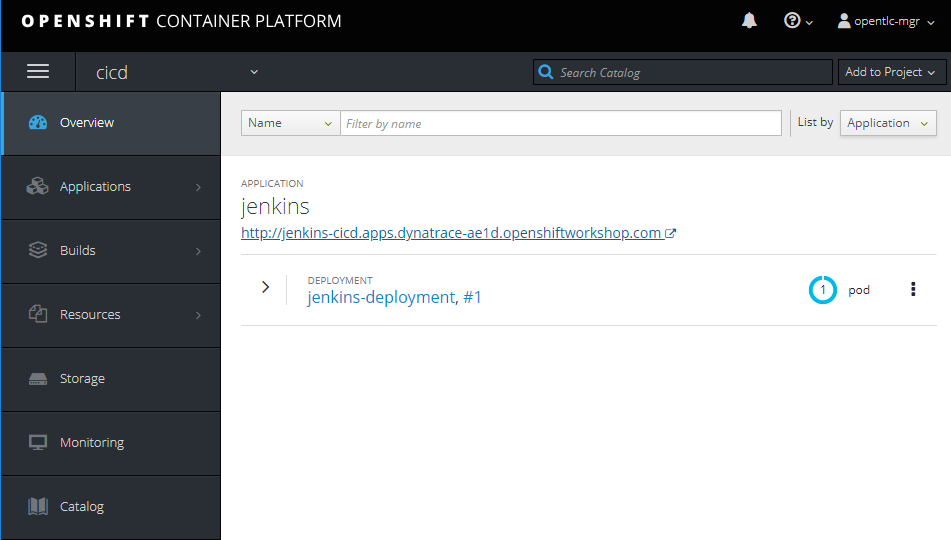 OPENSHIFT CONTAINER PLATFORM
opentlc-mgr
cicd
Search Catalog
Add to Project
Overview
Applications
Builds
Resources
Storage
Monitoring
Catalog
Name
Filter by name
List by
Application
APPLICATION
jenkins
http://jenkins-cicd.apps.dynatrace-ae1d.openshiftworkshop.com
DEPLOYMENT
jenkins-deployment, #1
1 pod